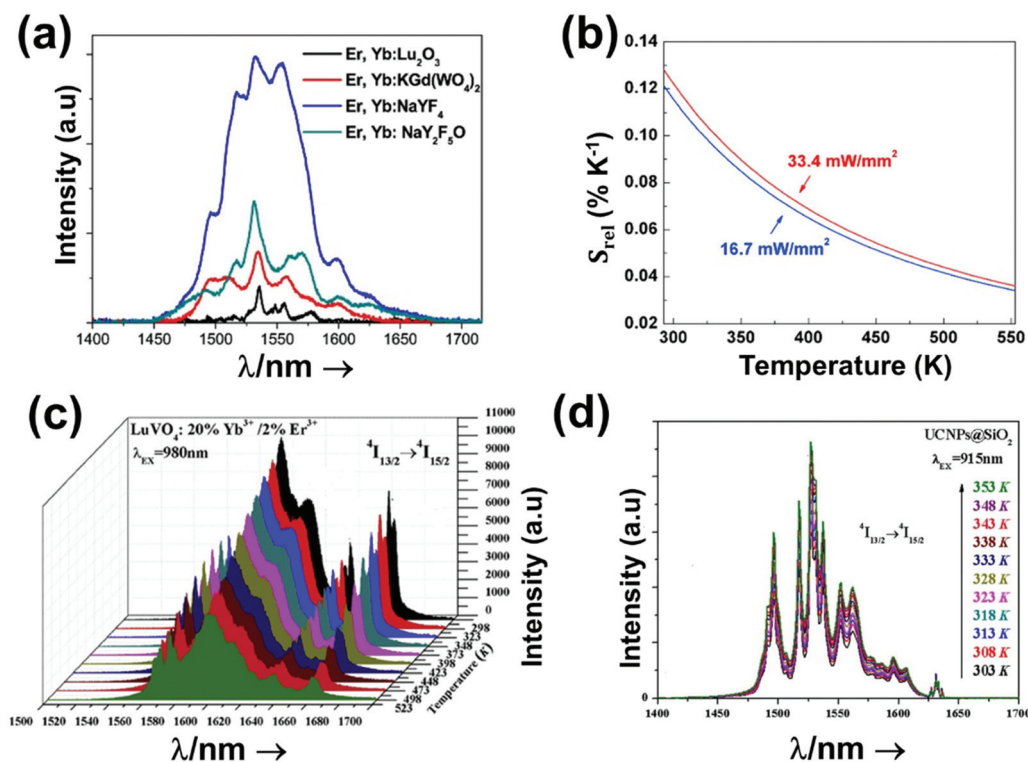 (a)
Er, Yb:Lu₂O₃
Er, Yb:KGd(WO₄)₂
Er, Yb:NaYF₄
Er, Yb: NaY₂F₅O
Intensity (a.u)
1400 1450 1500 1550 1600 1650 1700
λ/nm →
(b)
0.14
0.12
0.10
0.08
0.06
0.04
0.02
S_rel (% K⁻¹)
33.4 mW/mm²
16.7 mW/mm²
300 350 400 450 500 550
Temperature (K)
(c)
LuVO₄: 20% Yb³⁺ /2% Er³⁺
λ_EX=980nm
⁴I₁₃/₂→⁴I₁₅/₂
11000
10000
9000
8000
7000
6000
5000
4000
3000
2000
1000
0
Intensity (a.u)
298
323
348
373
398
423
448
473
498
523
Temperature (K)
1500 1520 1540 1560 1580 1600 1620 1640 1660 1680 1700
λ/nm →
(d)
UCNPs@SiO₂
λ_EX=915nm
⁴I₁₃/₂→⁴I₁₅/₂
353 K
348 K
343 K
338 K
333 K
328 K
323 K
318 K
313 K
308 K
303 K
Intensity (a.u)
0
1400 1450 1500 1550 1600 1650 1700
λ/nm →